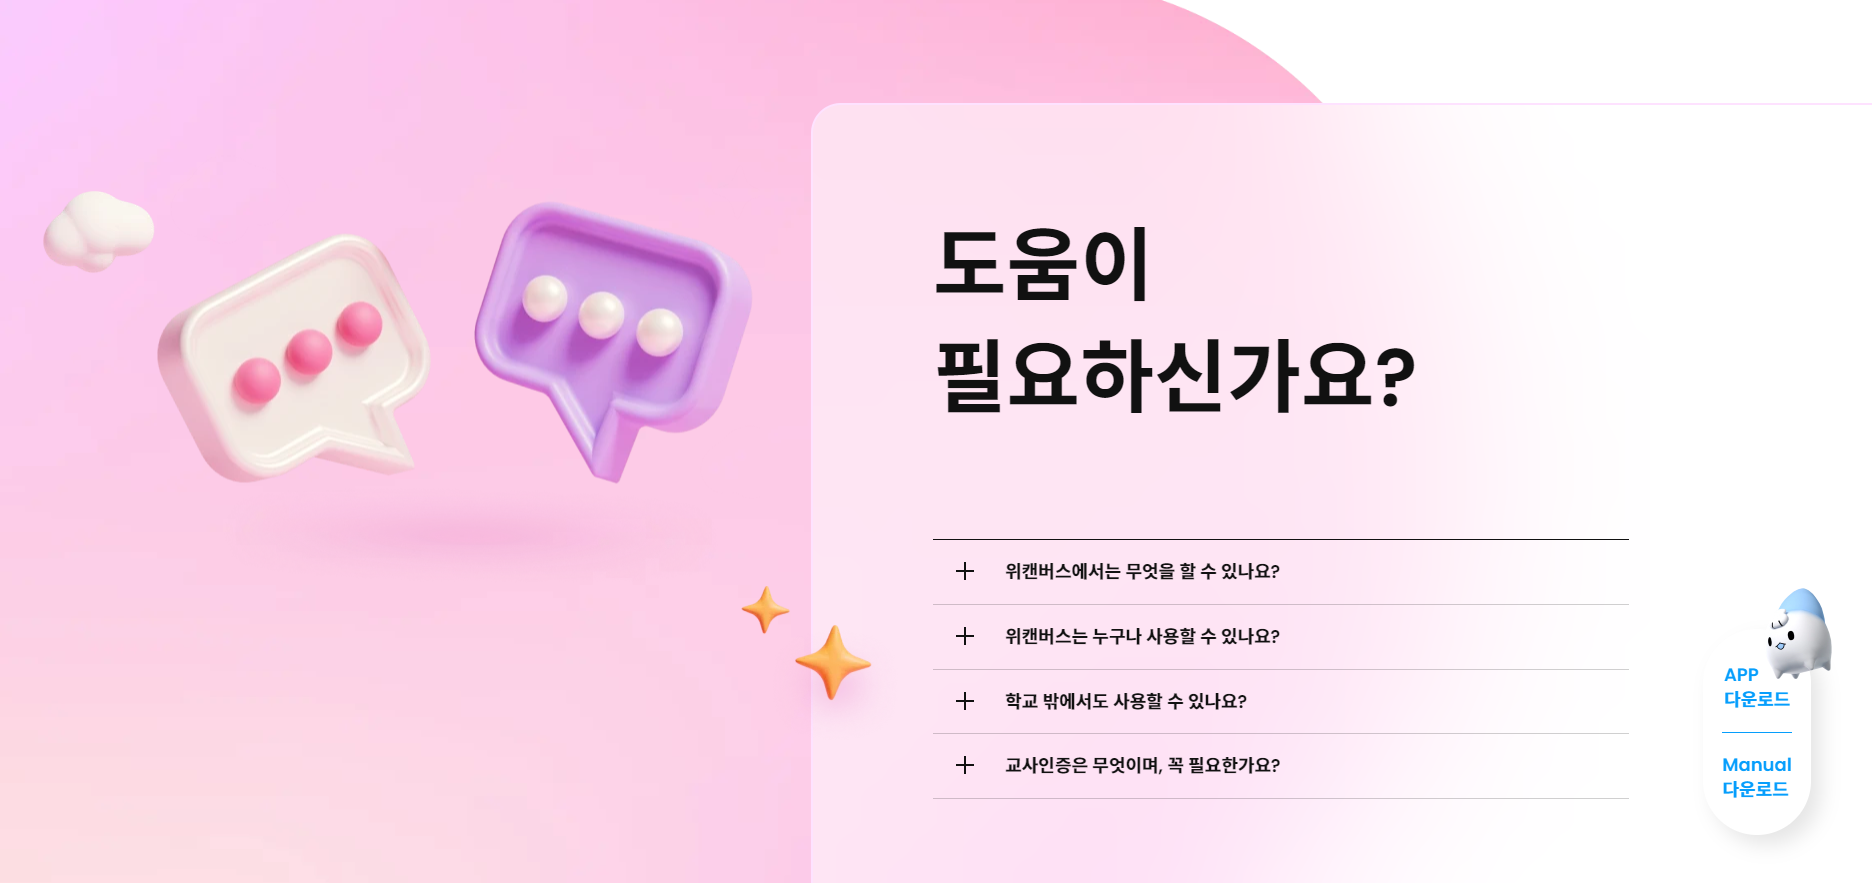 도움이
필요하신가요?
위캔버스에서는 무엇을 할 수 있나요?
위캔버스는 누구나 사용할 수 있나요?
학교 밖에서도 사용할 수 있나요?
교사인증은 무엇이며, 꼭 필요한가요?
APP
다운로드
Manual
다운로드